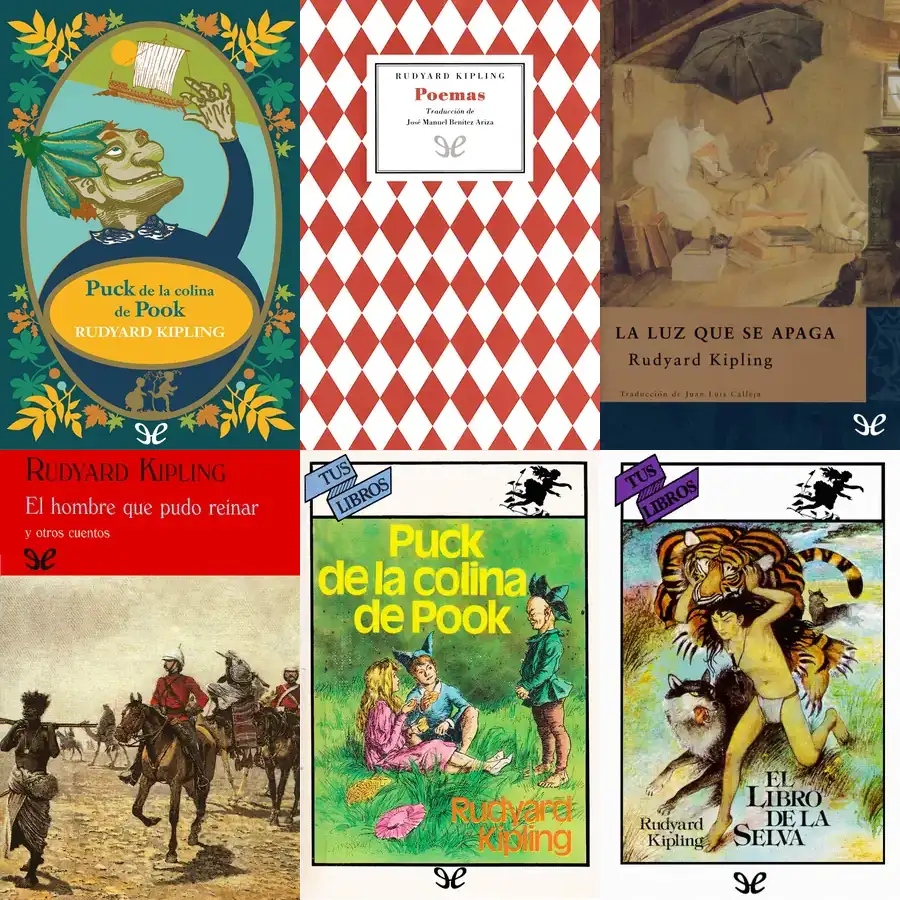 Puck de la colina
de Pook
RUDYARD KIPLING
RUDYARD KIPLING
Poemas
Traducción de
José Manuel Benítez Ariza
LA LUZ QUE SE APAGA
Rudyard Kipling
Traducción de Juan Luis Calleja
RUDYARD KIPLING
El hombre que pudo reinar
y otros cuentos
TUS
LIBROS
Puck
de la colina
de Pook
Rudyard
Kipling
TUS
LIBROS
EL
LIBRO
DE LA
SELVA
Rudyard
Kipling